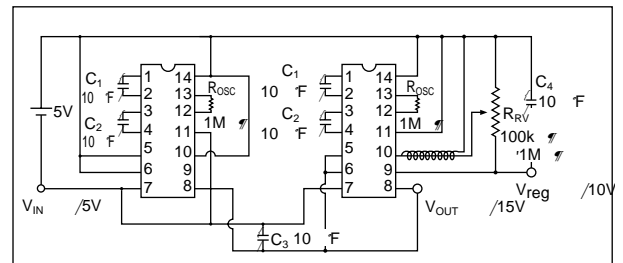 C1
10 °F
C2
10 °F
5V
VIN /5V
1 14
2 13
3 12
4 11
5 10
6 9
7 8
ROSC
1M ¶
C3 10 °F
C1
10 °F
C2
10 °F
1 14
2 13
3 12
4 11
5 10
6 9
7 8
ROSC
1M ¶
C4
10 °F
RRV
100k ¶
'1M ¶
Vreg /10V
VOUT /15V